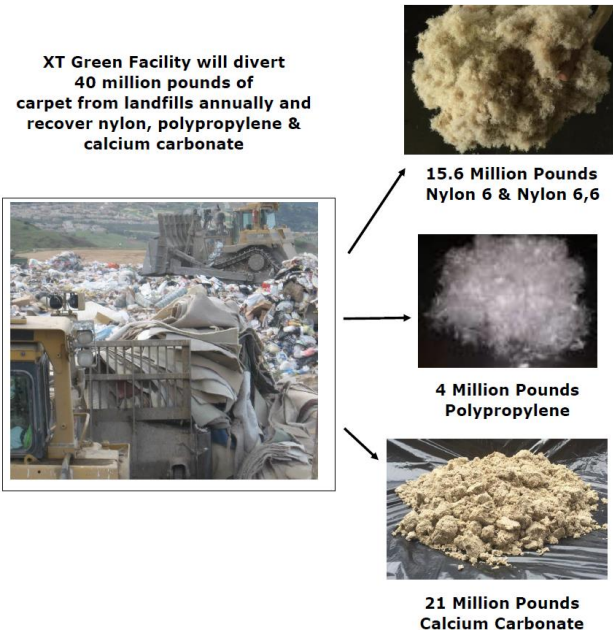 XT Green Facility will divert
40 million pounds of
carpet from landfills annually and
recover nylon, polypropylene &
calcium carbonate
15.6 Million Pounds
Nylon 6 & Nylon 6,6
4 Million Pounds
Polypropylene
21 Million Pounds
Calcium Carbonate